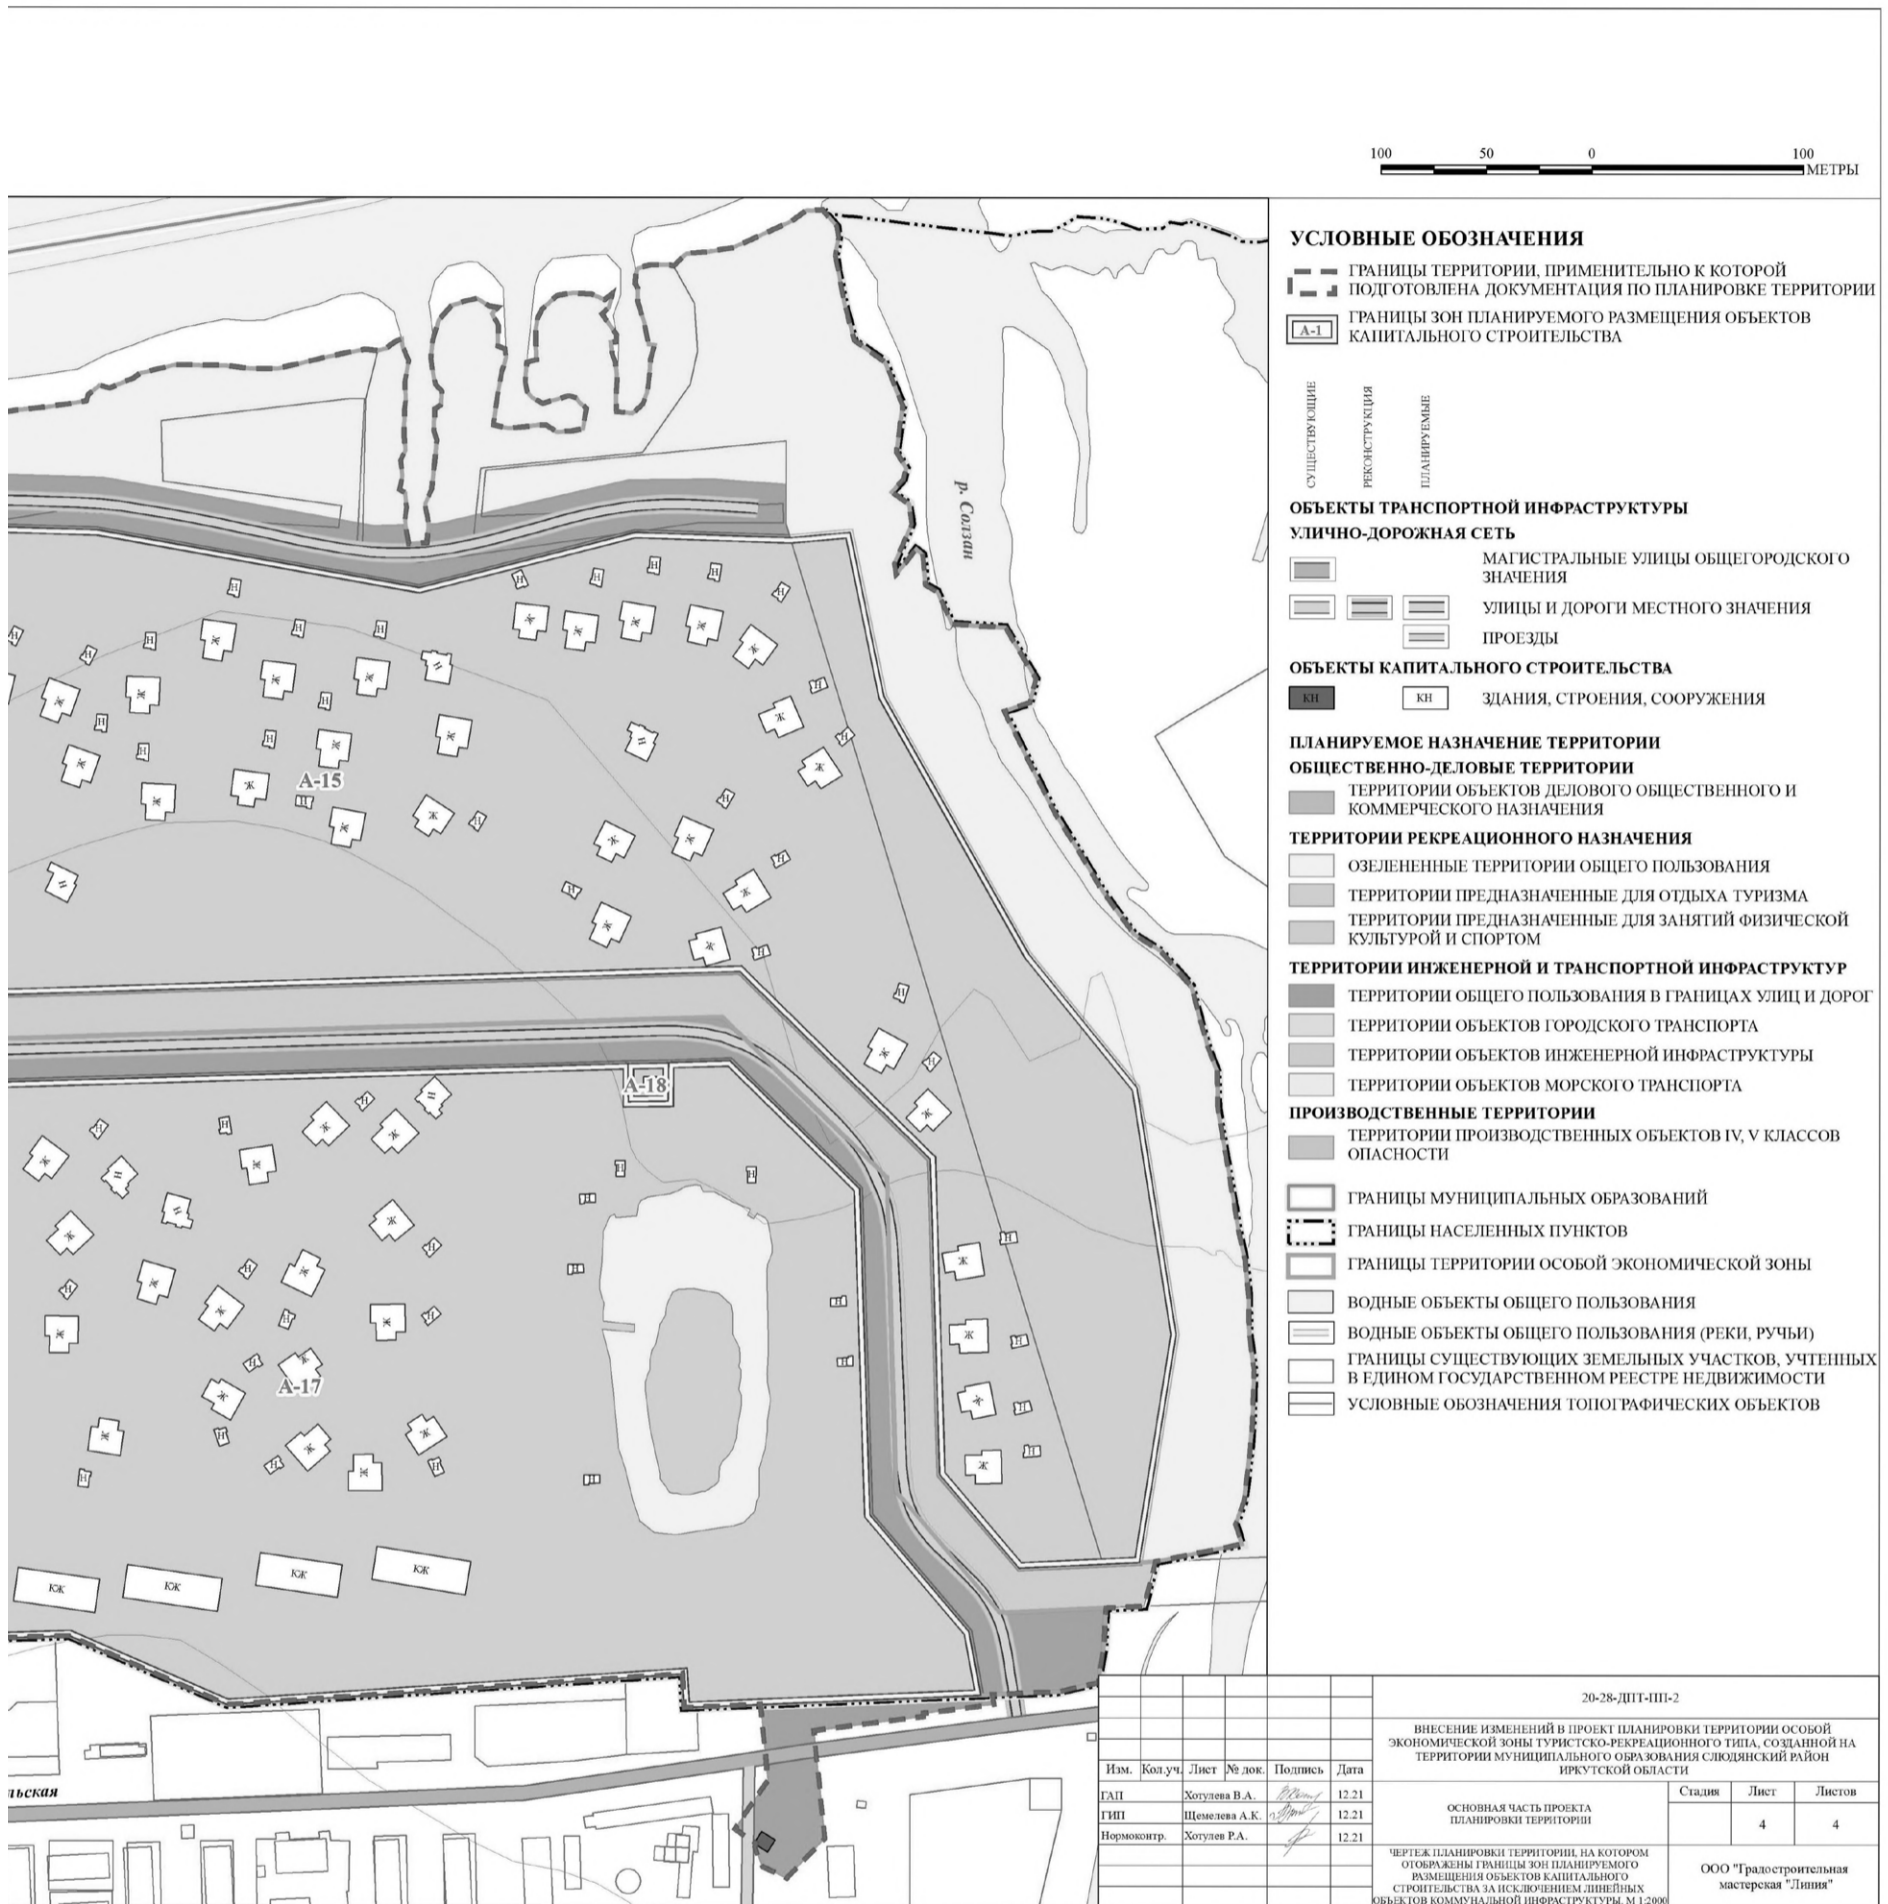 100 50 0 100
МЕТРЫ
УСЛОВНЫЕ ОБОЗНАЧЕНИЯ
ГРАНИЦЫ ТЕРРИТОРИИ, ПРИМЕНИТЕЛЬНО К КОТОРОЙ
ПОДГОТОВЛЕНА ДОКУМЕНТАЦИЯ ПО ПЛАНИРОВКЕ ТЕРРИТОРИИ
А-1
ГРАНИЦЫ ЗОН ПЛАНИРУЕМОГО РАЗМЕЩЕНИЯ ОБЪЕКТОВ
КАПИТАЛЬНОГО СТРОИТЕЛЬСТВА
СУЩЕСТВУЮЩИЕ
РЕКОНСТРУКЦИЯ
ПЛАНИРУЕМЫЕ
ОБЪЕКТЫ ТРАНСПОРТНОЙ ИНФРАСТРУКТУРЫ
УЛИЧНО-ДОРОЖНАЯ СЕТЬ
МАГИСТРАЛЬНЫЕ УЛИЦЫ ОБЩЕГОРОДСКОГО
ЗНАЧЕНИЯ
УЛИЦЫ И ДОРОГИ МЕСТНОГО ЗНАЧЕНИЯ
ПРОЕЗДЫ
ОБЪЕКТЫ КАПИТАЛЬНОГО СТРОИТЕЛЬСТВА
КН КН ЗДАНИЯ, СТРОЕНИЯ, СООРУЖЕНИЯ
ПЛАНИРУЕМОЕ НАЗНАЧЕНИЕ ТЕРРИТОРИИ
ОБЩЕСТВЕННО-ДЕЛОВЫЕ ТЕРРИТОРИИ
ТЕРРИТОРИИ ОБЪЕКТОВ ДЕЛОВОГО ОБЩЕСТВЕННОГО И
КОММЕРЧЕСКОГО НАЗНАЧЕНИЯ
ТЕРРИТОРИИ РЕКРЕАЦИОННОГО НАЗНАЧЕНИЯ
ОЗЕЛЕНЕННЫЕ ТЕРРИТОРИИ ОБЩЕГО ПОЛЬЗОВАНИЯ
ТЕРРИТОРИИ ПРЕДНАЗНАЧЕННЫЕ ДЛЯ ОТДЫХА ТУРИЗМА
ТЕРРИТОРИИ ПРЕДНАЗНАЧЕННЫЕ ДЛЯ ЗАНЯТИЙ ФИЗИЧЕСКОЙ
КУЛЬТУРОЙ И СПОРТОМ
ТЕРРИТОРИИ ИНЖЕНЕРНОЙ И ТРАНСПОРТНОЙ ИНФРАСТРУКТУР
ТЕРРИТОРИИ ОБЩЕГО ПОЛЬЗОВАНИЯ В ГРАНИЦАХ УЛИЦ И ДОРОГ
ТЕРРИТОРИИ ОБЪЕКТОВ ГОРОДСКОГО ТРАНСПОРТА
ТЕРРИТОРИИ ОБЪЕКТОВ ИНЖЕНЕРНОЙ ИНФРАСТРУКТУРЫ
ТЕРРИТОРИИ ОБЪЕКТОВ МОРСКОГО ТРАНСПОРТА
ПРОИЗВОДСТВЕННЫЕ ТЕРРИТОРИИ
ТЕРРИТОРИИ ПРОИЗВОДСТВЕННЫХ ОБЪЕКТОВ IV, V КЛАССОВ
ОПАСНОСТИ
ГРАНИЦЫ МУНИЦИПАЛЬНЫХ ОБРАЗОВАНИЙ
ГРАНИЦЫ НАСЕЛЕННЫХ ПУНКТОВ
ГРАНИЦЫ ТЕРРИТОРИИ ОСОБОЙ ЭКОНОМИЧЕСКОЙ ЗОНЫ
ВОДНЫЕ ОБЪЕКТЫ ОБЩЕГО ПОЛЬЗОВАНИЯ
ВОДНЫЕ ОБЪЕКТЫ ОБЩЕГО ПОЛЬЗОВАНИЯ (РЕКИ, РУЧЬИ)
ГРАНИЦЫ СУЩЕСТВУЮЩИХ ЗЕМЕЛЬНЫХ УЧАСТКОВ, УЧТЕННЫХ
В ЕДИНОМ ГОСУДАРСТВЕННОМ РЕЕСТРЕ НЕДВИЖИМОСТИ
УСЛОВНЫЕ ОБОЗНАЧЕНИЯ ТОПОГРАФИЧЕСКИХ ОБЪЕКТОВ
р. Солзан
А-15
А-18
А-17
КЖ КЖ КЖ КЖ
льская
20-28-ДПТ-ПП-2
ВНЕСЕНИЕ ИЗМЕНЕНИЙ В ПРОЕКТ ПЛАНИРОВКИ ТЕРРИТОРИИ ОСОБОЙ
ЭКОНОМИЧЕСКОЙ ЗОНЫ ТУРИСТСКО-РЕКРЕАЦИОННОГО ТИПА, СОЗДАННОЙ НА
ТЕРРИТОРИИ МУНИЦИПАЛЬНОГО ОБРАЗОВАНИЯ СЛЮДЯНСКИЙ РАЙОН
ИРКУТСКОЙ ОБЛАСТИ
Изм. Кол.уч. Лист № док. Подпись Дата
ГАП Хотулева В.А. 12.21
ГИП Щемелева А.К. 12.21
Нормоконтр. Хотулев Р.А. 12.21
ОСНОВНАЯ ЧАСТЬ ПРОЕКТА
ПЛАНИРОВКИ ТЕРРИТОРИИ
Стадия Лист Листов
4 4
ЧЕРТЕЖ ПЛАНИРОВКИ ТЕРРИТОРИИ, НА КОТОРОМ
ОТОБРАЖЕНЫ ГРАНИЦЫ ЗОН ПЛАНИРУЕМОГО
РАЗМЕЩЕНИЯ ОБЪЕКТОВ КАПИТАЛЬНОГО
СТРОИТЕЛЬСТВА ЗА ИСКЛЮЧЕНИЕМ ЛИНЕЙНЫХ
ОБЪЕКТОВ КОММУНАЛЬНОЙ ИНФРАСТРУКТУРЫ. М 1:2000
ООО "Градостроительная
мастерская "Линия"